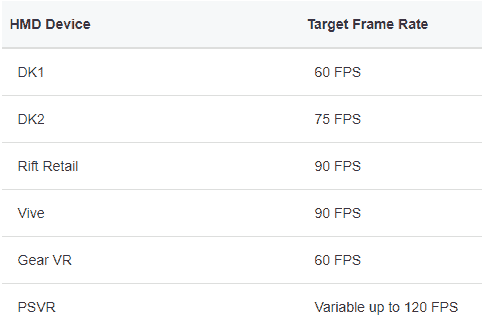 HMD Device Target Frame Rate
DK1 60 FPS
DK2 75 FPS
Rift Retail 90 FPS
Vive 90 FPS
Gear VR 60 FPS
PSVR Variable up to 120 FPS